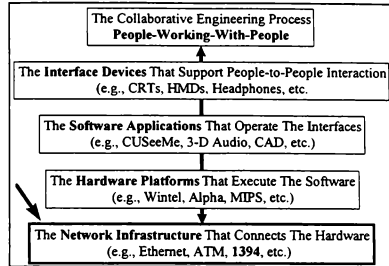 The Collaborative Engineering Process
People-Working-With-People
The Interface Devices That Support People-to-People Interaction
(e.g., CRTs, HMDs, Headphones, etc.
The Software Applications That Operate The Interfaces
(e.g., CUSeeMe, 3-D Audio, CAD, etc.)
The Hardware Platforms That Execute The Software
(e.g., Wintel, Alpha, MIPS, etc.)
The Network Infrastructure That Connects The Hardware
(e.g., Ethernet, ATM, 1394, etc.)